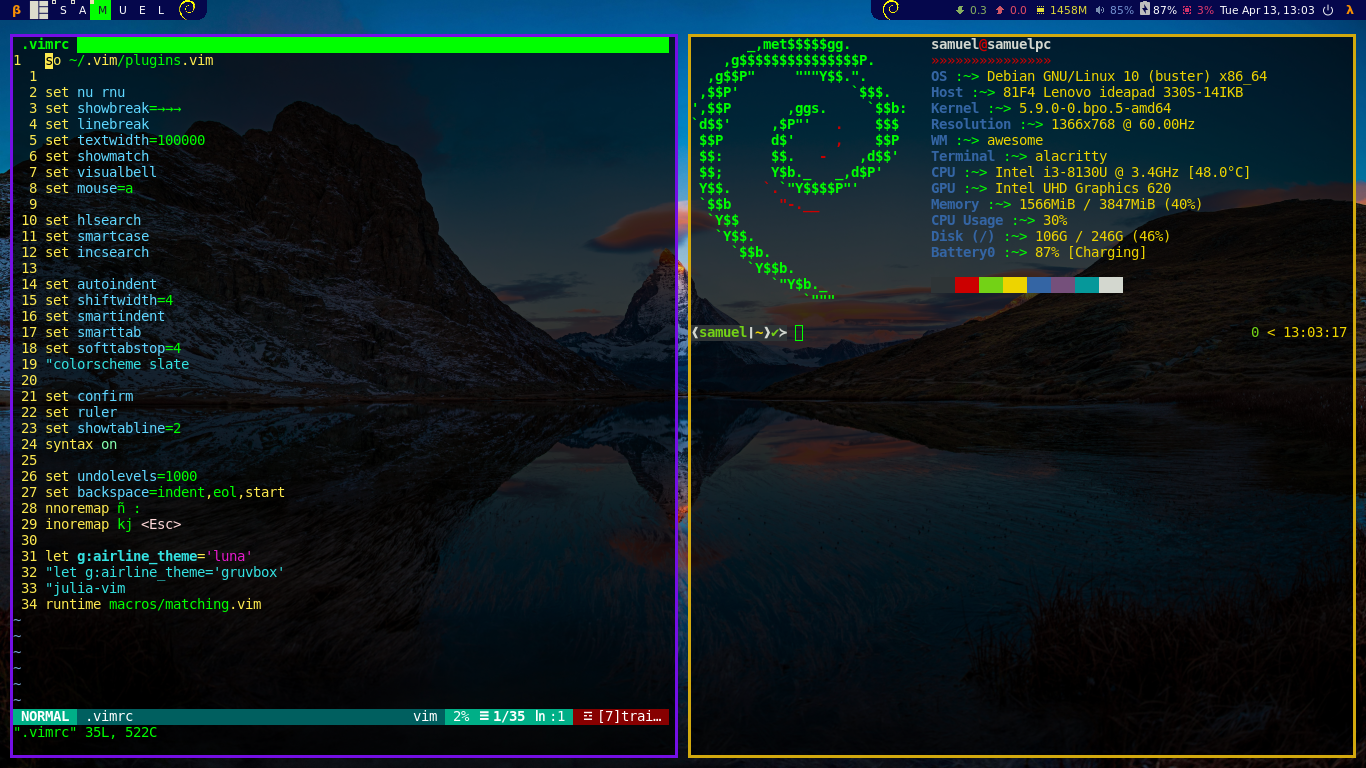 β S A M U E L 0.3 0.0 1458M 85% 87% 3% Tue Apr 13, 13:03 λ
.vimrc
1 so ~/.vim/plugins.vim
1
2 set nu rnu
3 set showbreak=→→→
4 set linebreak
5 set textwidth=100000
6 set showmatch
7 set visualbell
8 set mouse=a
9
10 set hlsearch
11 set smartcase
12 set incsearch
13
14 set autoindent
15 set shiftwidth=4
16 set smartindent
17 set smarttab
18 set softtabstop=4
19 "colorscheme slate
20
21 set confirm
22 set ruler
23 set showtabline=2
24 syntax on
25
26 set undolevels=1000
27 set backspace=indent,eol,start
28 nnoremap ñ :
29 inoremap kj <Esc>
30
31 let g:airline_theme='luna'
32 "let g:airline_theme='gruvbox'
33 "julia-vim
34 runtime macros/matching.vim
~
~
~
~
~
~
NORMAL .vimrc vim 2% ☰ 1/35 ln :1 ☲ [7]trai…
".vimrc" 35L, 522C
_,met$$$$$gg.
,g$$$$$$$$$$$$$$$P.
,g$$P" """Y$$.".
,$$P' `$$$.
',$$P ,ggs. `$$b:
`d$$' ,$P"' . $$$
$$P d$' , $$P
$$: $$. - ,d$$'
$$; Y$b._ _,d$P'
Y$$. `.`"Y$$$$P"'
`$$b "-.__
`Y$$
`Y$$.
`$$b.
`Y$$b.
`"Y$b._
`"""
samuel@samuelpc
»»»»»»»»»»»»»»»
OS :~> Debian GNU/Linux 10 (buster) x86_64
Host :~> 81F4 Lenovo ideapad 330S-14IKB
Kernel :~> 5.9.0-0.bpo.5-amd64
Resolution :~> 1366x768 @ 60.00Hz
WM :~> awesome
Terminal :~> alacritty
CPU :~> Intel i3-8130U @ 3.4GHz [48.0°C]
GPU :~> Intel UHD Graphics 620
Memory :~> 1566MiB / 3847MiB (40%)
CPU Usage :~> 30%
Disk (/) :~> 106G / 246G (46%)
Battery0 :~> 87% [Charging]
❨samuel|~❩✔≻ 0 < 13:03:17